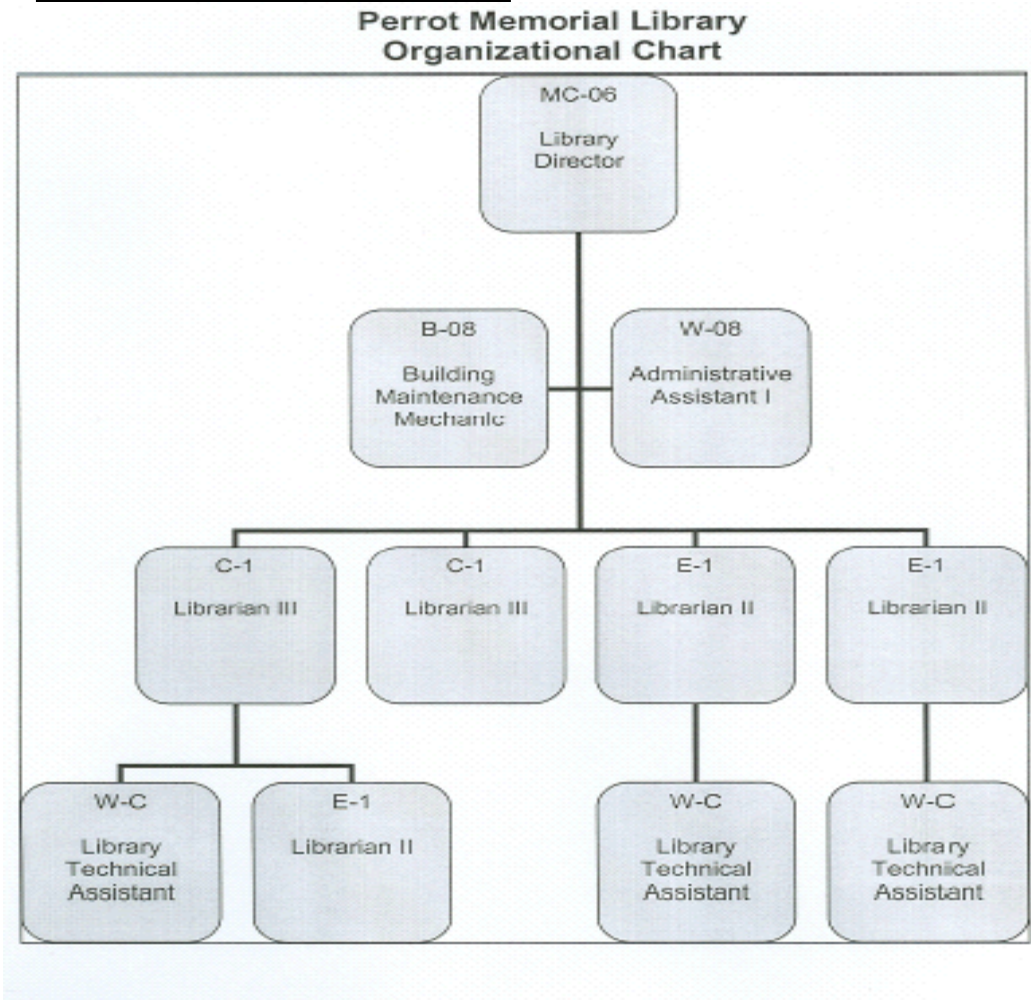 Perrot Memorial Library
Organizational Chart
MC-06
Library
Director
B-08
Building
Maintenance
Mechanic
W-08
Administrative
Assistant I
C-1
Librarian III
C-1
Librarian III
E-1
Librarian II
E-1
Librarian II
W-C
Library
Technical
Assistant
E-1
Librarian II
W-C
Library
Technical
Assistant
W-C
Library
Technical
Assistant